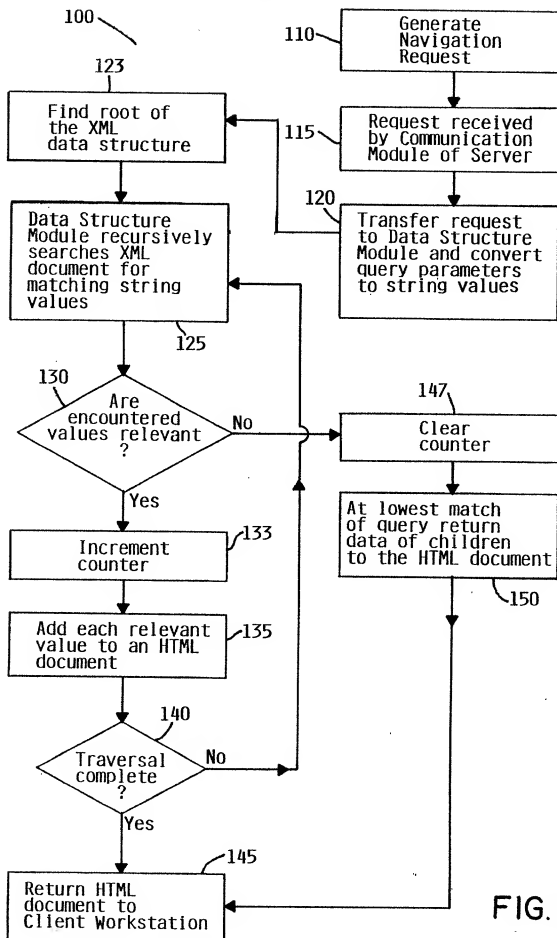 100
110
Generate
Navigation
Request
115
Request received
by Communication
Module of Server
120
Transfer request
to Data Structure
Module and convert
query parameters
to string values
123
Find root of
the XML
data structure
Data Structure
Module recursively
searches XML
document for
matching string
values
125
130
Are
encountered
values relevant
?
No
Yes
147
Clear
counter
At lowest match
of query return
data of children
to the HTML document
150
Increment
counter
133
Add each relevant
value to an HTML
document
135
140
Traversal
complete
?
No
Yes
145
Return HTML
document to
Client Workstation
FIG.